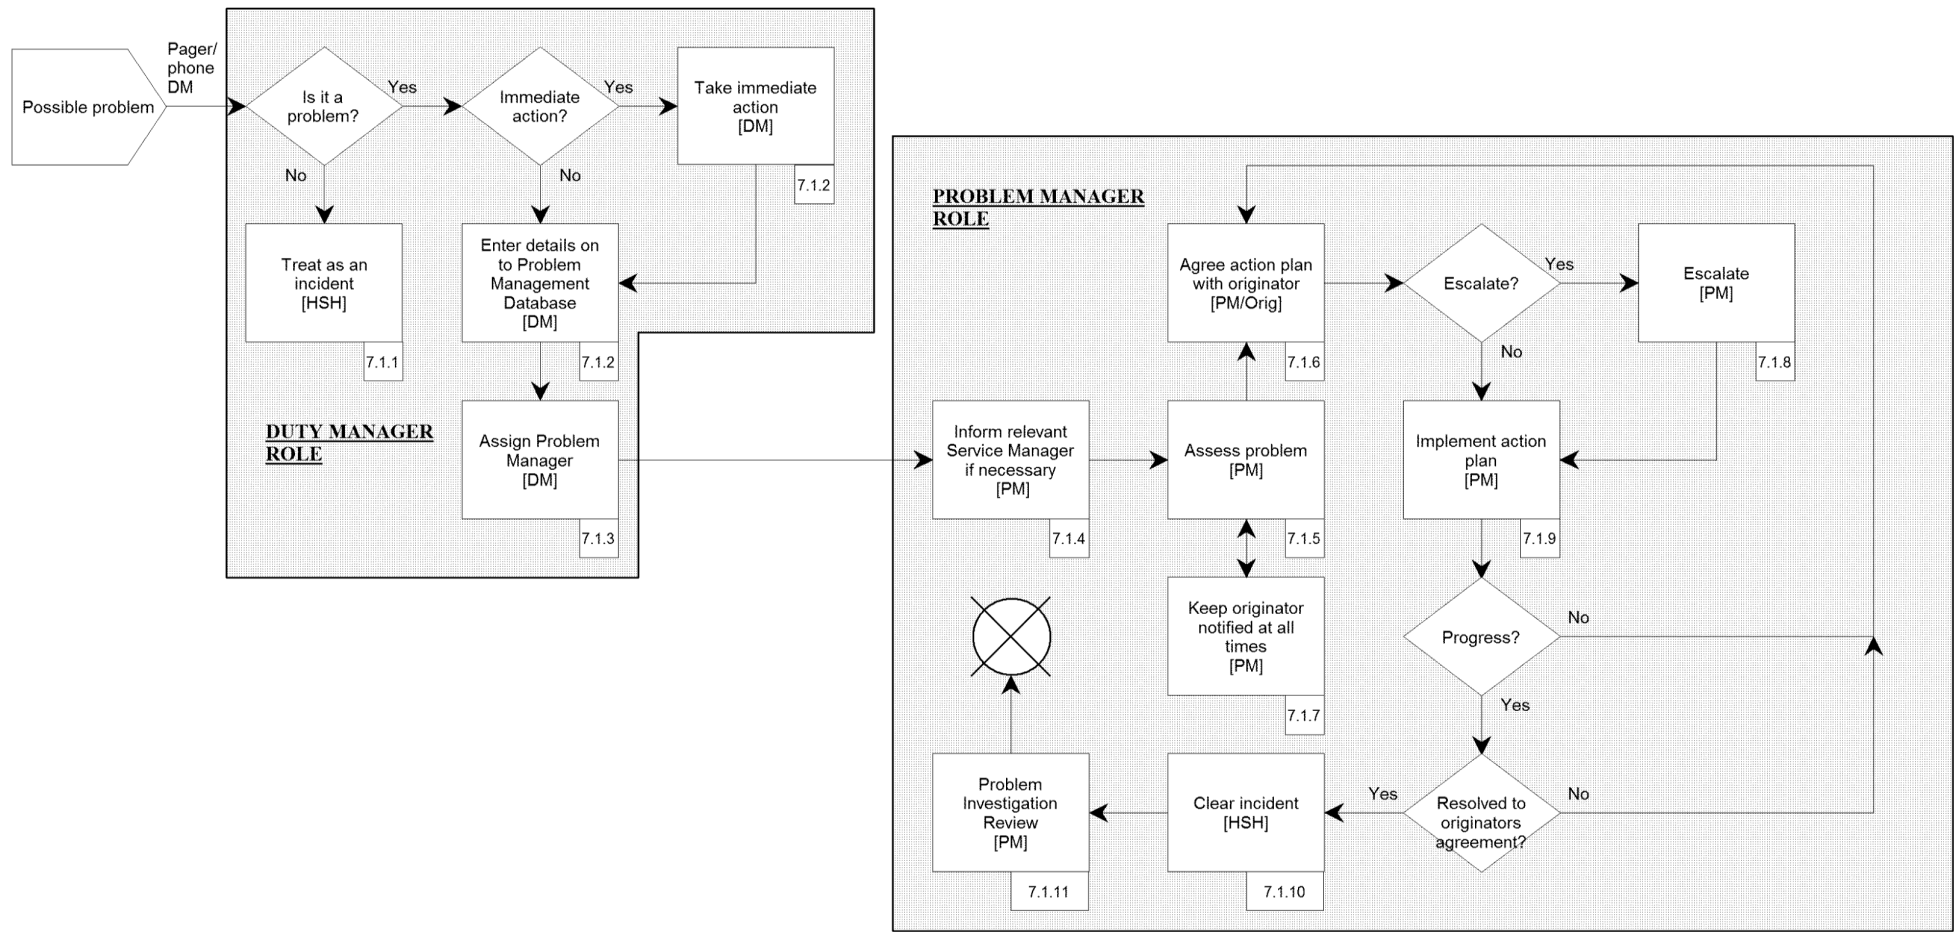 Possible problem
Pager/
phone
DM
Is it a
problem?
Yes
No
Immediate
action?
Yes
No
Take immediate
action
[DM]
7.1.2
Treat as an
incident
[HSH]
7.1.1
Enter details on
to Problem
Management
Database
[DM]
7.1.2
DUTY MANAGER
ROLE
Assign Problem
Manager
[DM]
7.1.3
PROBLEM MANAGER
ROLE
Inform relevant
Service Manager
if necessary
[PM]
7.1.4
Assess problem
[PM]
7.1.5
Agree action plan
with originator
[PM/Orig]
7.1.6
Keep originator
notified at all
times
[PM]
7.1.7
Escalate?
Yes
No
Escalate
[PM]
7.1.8
Implement action
plan
[PM]
7.1.9
Progress?
No
Yes
Resolved to
originators
agreement?
No
Yes
Clear incident
[HSH]
7.1.10
Problem
Investigation
Review
[PM]
7.1.11